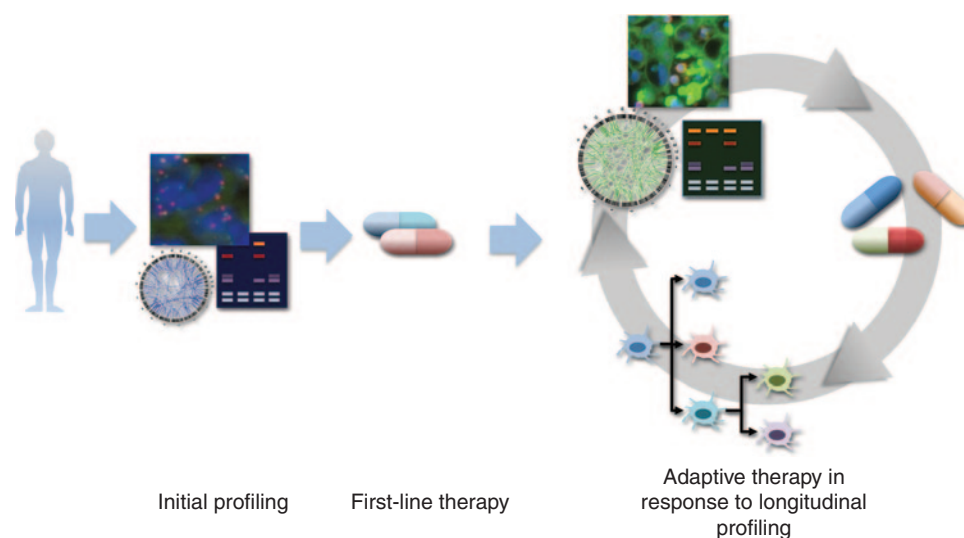 Initial profiling
First-line therapy
Adaptive therapy in
response to longitudinal
profiling